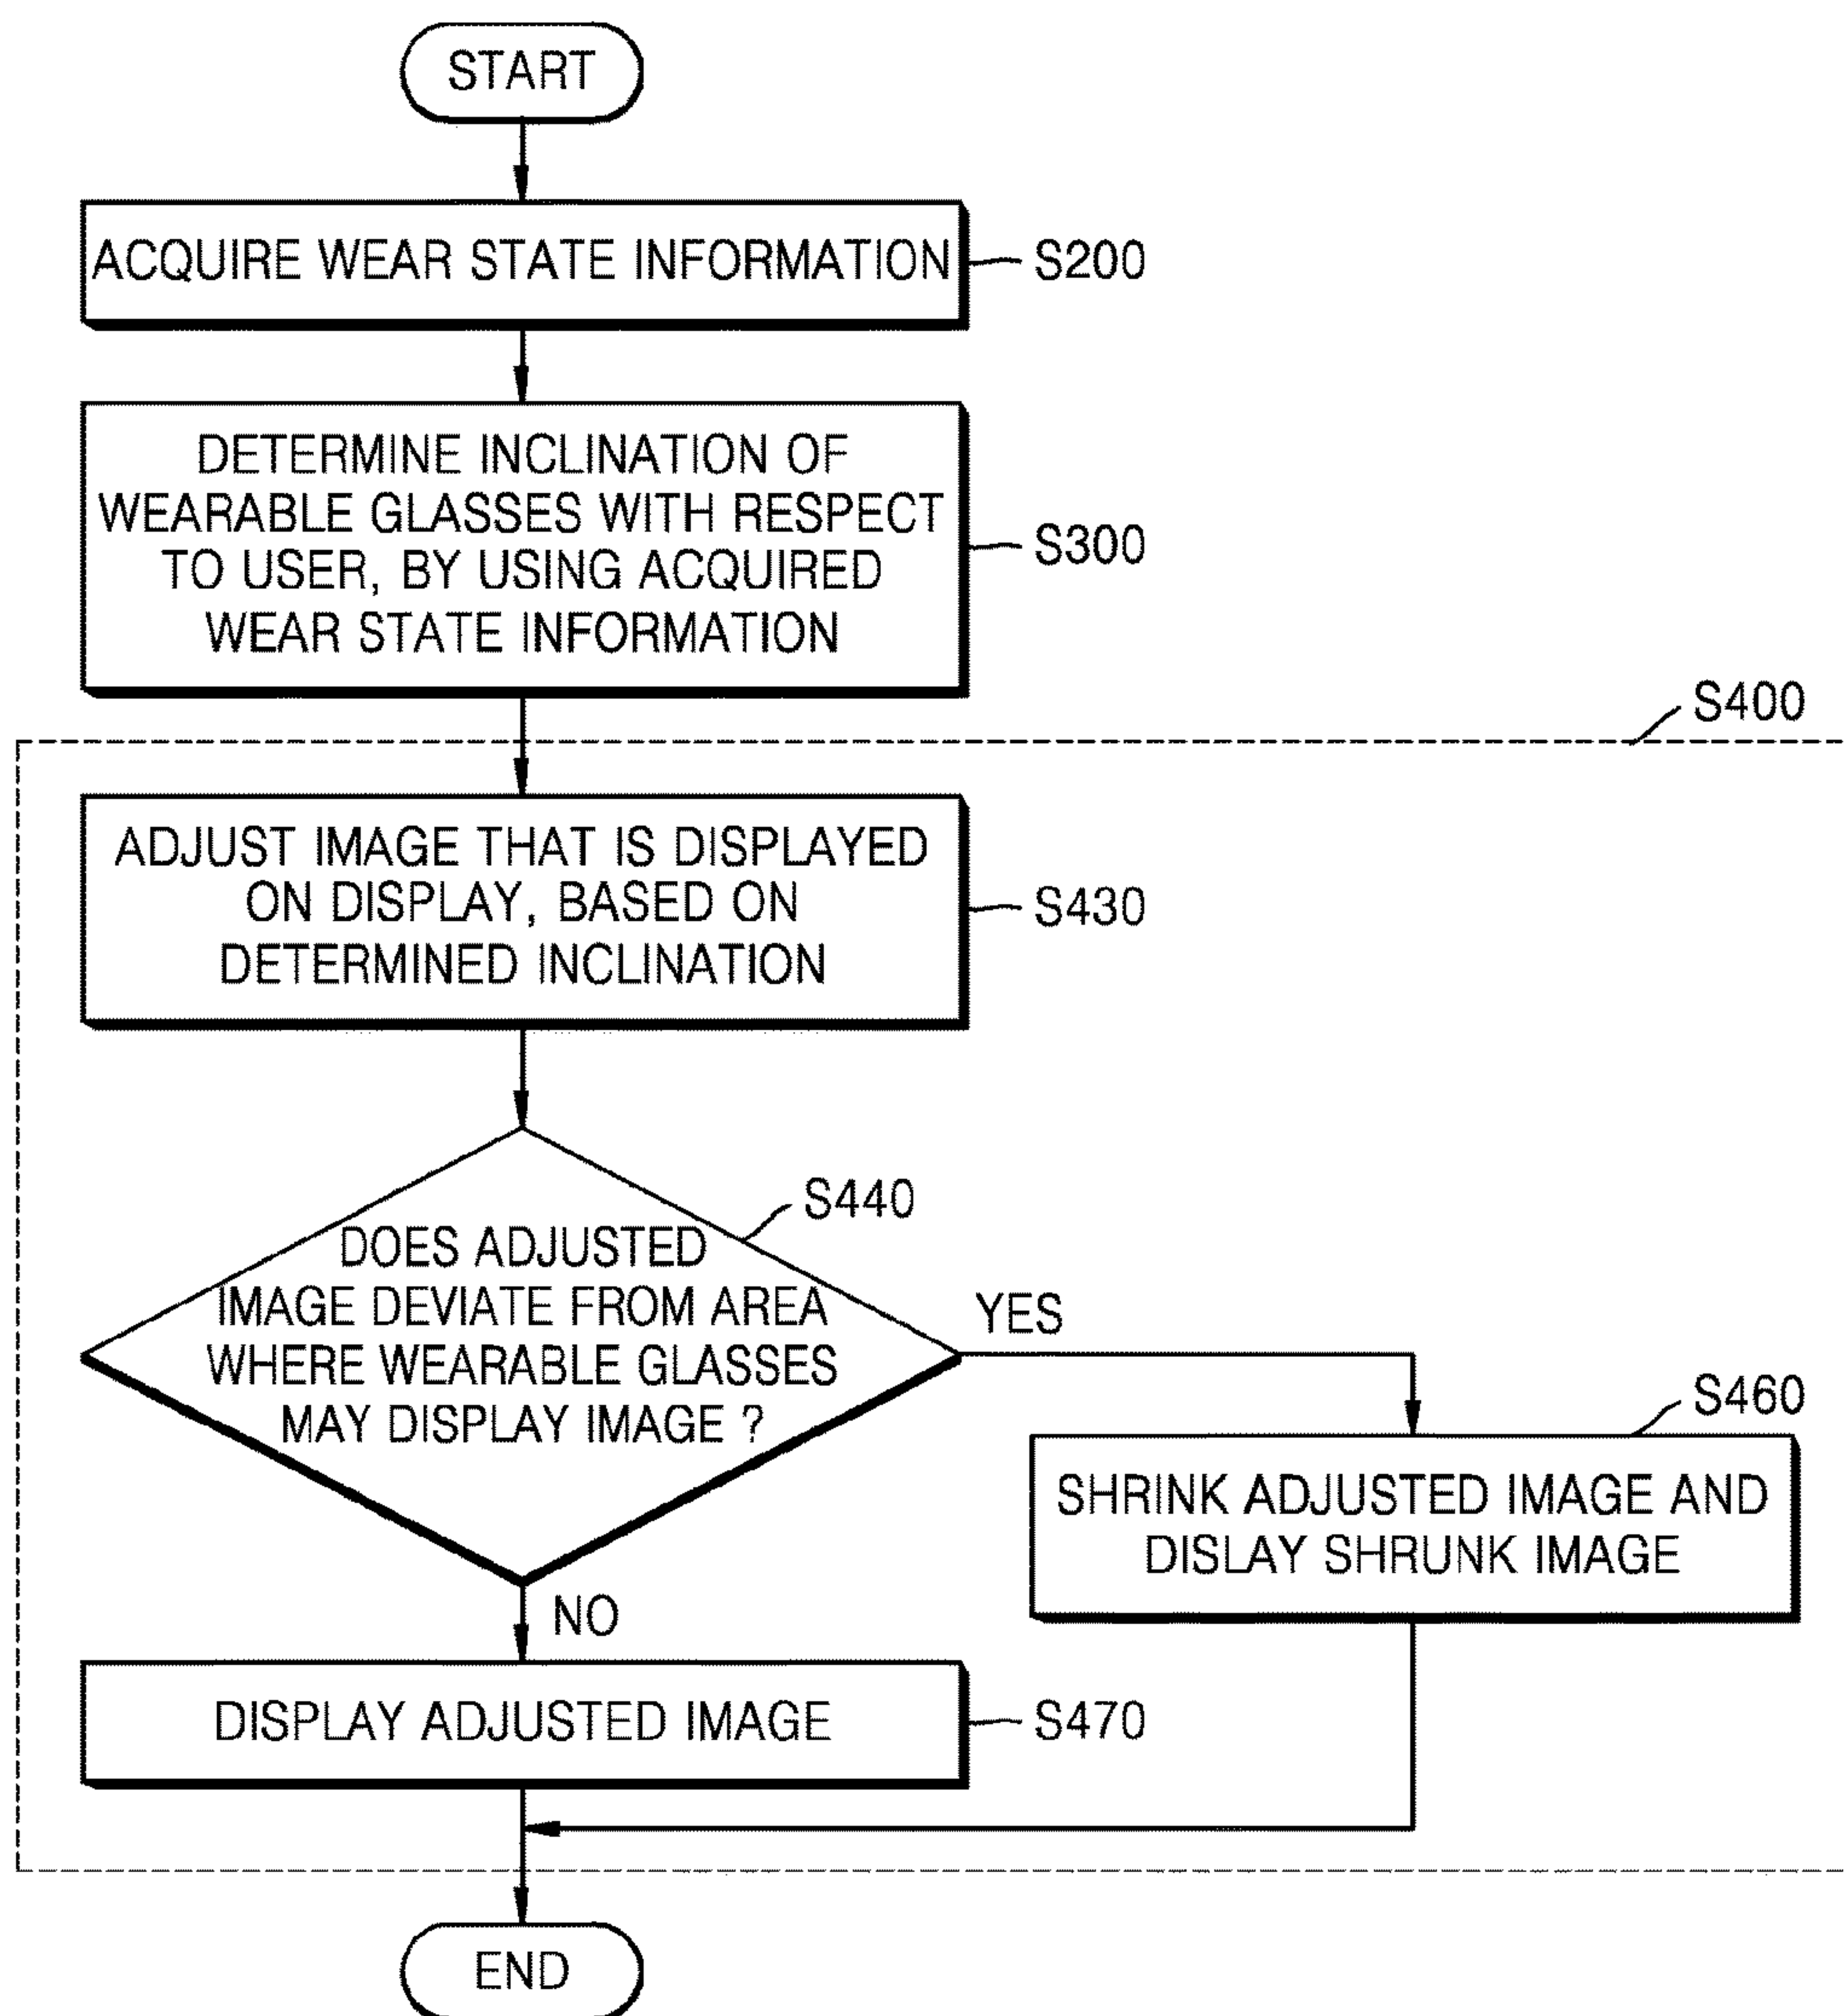 START
ACQUIRE WEAR STATE INFORMATION
S200
DETERMINE INCLINATION OF
WEARABLE GLASSES WITH RESPECT
TO USER, BY USING ACQUIRED
WEAR STATE INFORMATION
S300
S400
ADJUST IMAGE THAT IS DISPLAYED
ON DISPLAY, BASED ON
DETERMINED INCLINATION
S430
S440
DOES ADJUSTED
IMAGE DEVIATE FROM AREA
WHERE WEARABLE GLASSES
MAY DISPLAY IMAGE ?
YES
S460
SHRINK ADJUSTED IMAGE AND
DISLAY SHRUNK IMAGE
NO
DISPLAY ADJUSTED IMAGE
S470
END